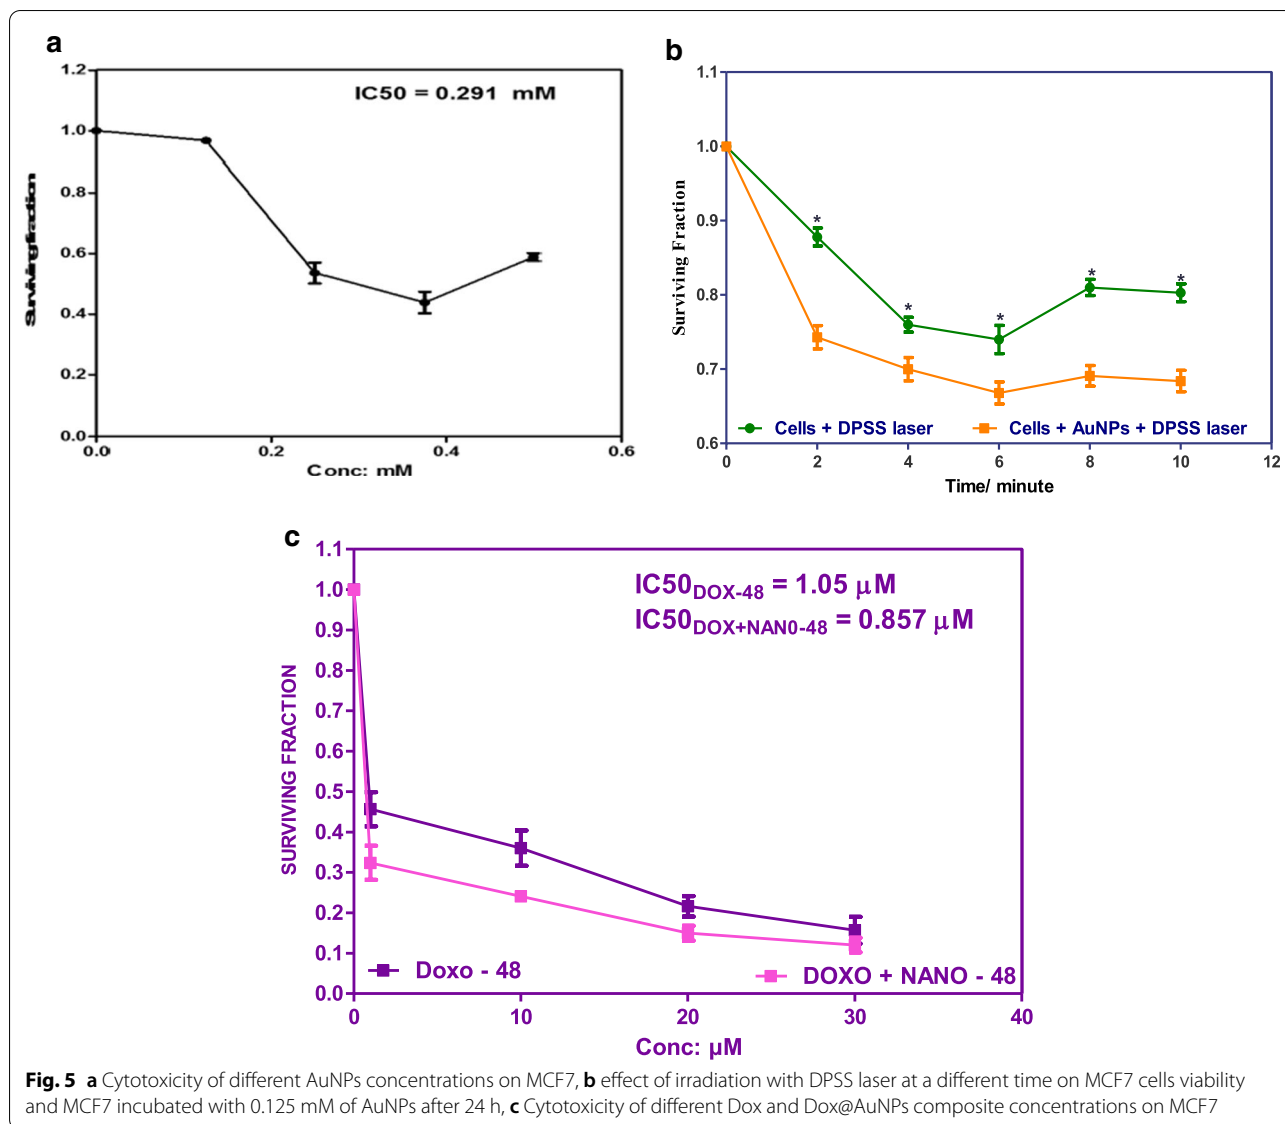 a
1.2
1.0
0.8
0.6
0.4
0.2
0.0
0.0 0.2 0.4 0.6
Surviving fraction
Conc: mM
IC50 = 0.291 mM
b
1.1
1.0
0.9
0.8
0.7
0.6
0 2 4 6 8 10 12
Surviving Fraction
Time/ minute
* * * * *
Cells + DPSS laser
Cells + AuNPs + DPSS laser
c
1.1
1.0
0.9
0.8
0.7
0.6
0.5
0.4
0.3
0.2
0.1
0.0
0 10 20 30 40
SURVIVING FRACTION
Conc: µM
IC50DOX-48 = 1.05 µM
IC50DOX+NAN0-48 = 0.857 µM
Doxo - 48
DOXO + NANO - 48
Fig. 5 a Cytotoxicity of different AuNPs concentrations on MCF7, b effect of irradiation with DPSS laser at a different time on MCF7 cells viability
and MCF7 incubated with 0.125 mM of AuNPs after 24 h, c Cytotoxicity of different Dox and Dox@AuNPs composite concentrations on MCF7